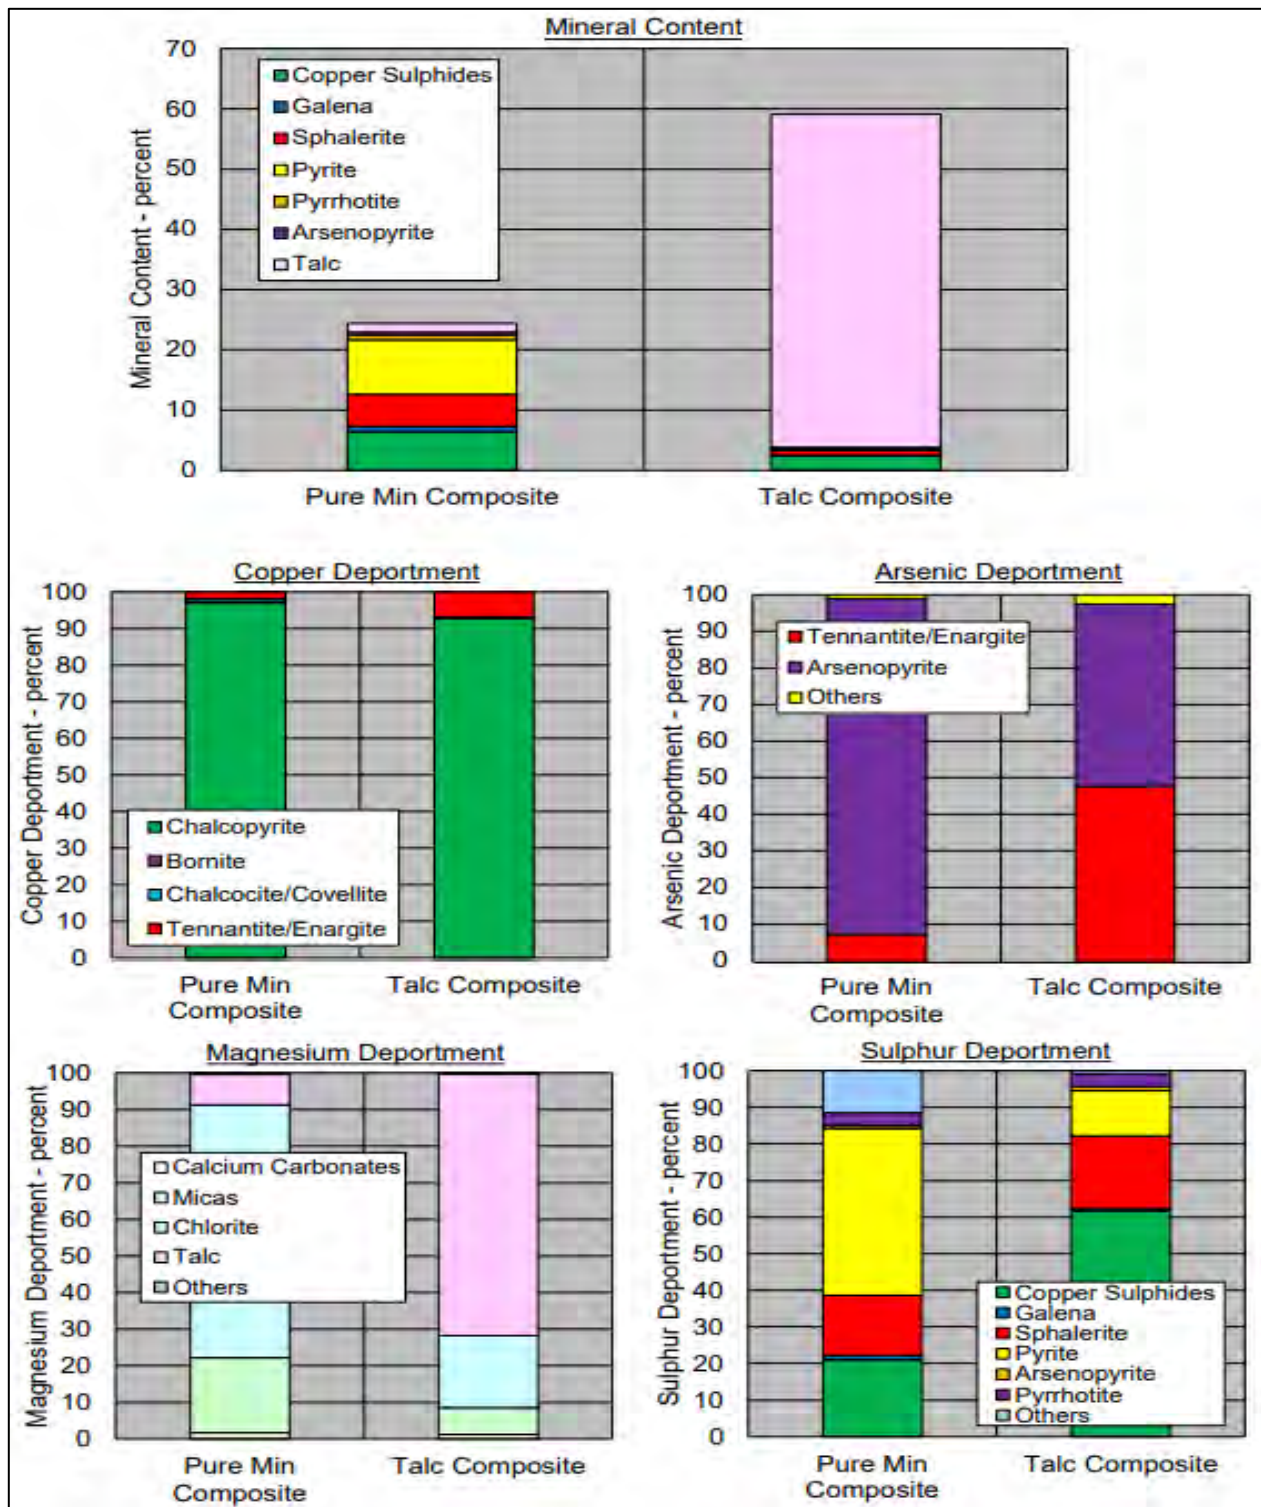 Mineral Content
Mineral Content - percent
70
60
50
40
30
20
10
0
Copper Sulphides
Galena
Sphalerite
Pyrite
Pyrrhotite
Arsenopyrite
Talc
Pure Min Composite
Talc Composite
Copper Deportment
Copper Deportment - percent
100
90
80
70
60
50
40
30
20
10
0
Chalcopyrite
Bornite
Chalcocite/Covellite
Tennantite/Enargite
Pure Min
Composite
Talc Composite
Arsenic Deportment
Arsenic Deportment - percent
100
90
80
70
60
50
40
30
20
10
0
Tennantite/Enargite
Arsenopyrite
Others
Pure Min
Composite
Talc Composite
Magnesium Deportment
Magnesium Deportment - percent
100
90
80
70
60
50
40
30
20
10
0
Calcium Carbonates
Micas
Chlorite
Talc
Others
Pure Min
Composite
Talc Composite
Sulphur Deportment
Sulphur Deportment - percent
100
90
80
70
60
50
40
30
20
10
0
Copper Sulphides
Galena
Sphalerite
Pyrite
Arsenopyrite
Pyrrhotite
Others
Pure Min
Composite
Talc Composite